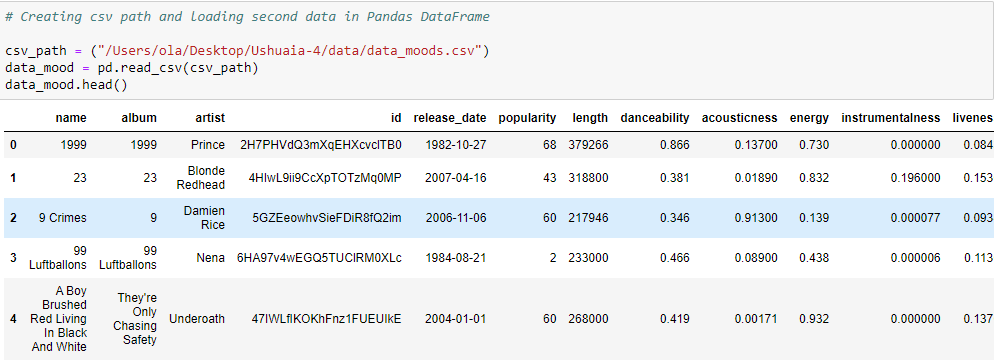 # Creating csv path and loading second data in Pandas DataFrame
csv_path = ("/Users/ola/Desktop/Ushuaia-4/data/data_moods.csv")
data_mood = pd.read_csv(csv_path)
data_mood.head()
name album artist id release_date popularity length danceability acousticness energy instrumentalness livenes
0 1999 1999 Prince 2H7PHVdQ3mXqEHXcvclTB0 1982-10-27 68 379266 0.866 0.13700 0.730 0.000000 0.084
1 23 23 Blonde Redhead 4HIwL9ii9CcXpTOTzMq0MP 2007-04-16 43 318800 0.381 0.01890 0.832 0.196000 0.153
2 9 Crimes 9 Damien Rice 5GZEeowhvSieFDiR8fQ2im 2006-11-06 60 217946 0.346 0.91300 0.139 0.000077 0.093
3 99 Luftballons 99 Luftballons Nena 6HA97v4wEGQ5TUClRM0XLc 1984-08-21 2 233000 0.466 0.08900 0.438 0.000006 0.113
4 A Boy Brushed Red Living In Black And White They're Only Chasing Safety Underoath 47IWLfIKOKhFnz1FUEUIkE 2004-01-01 60 268000 0.419 0.00171 0.932 0.000000 0.137